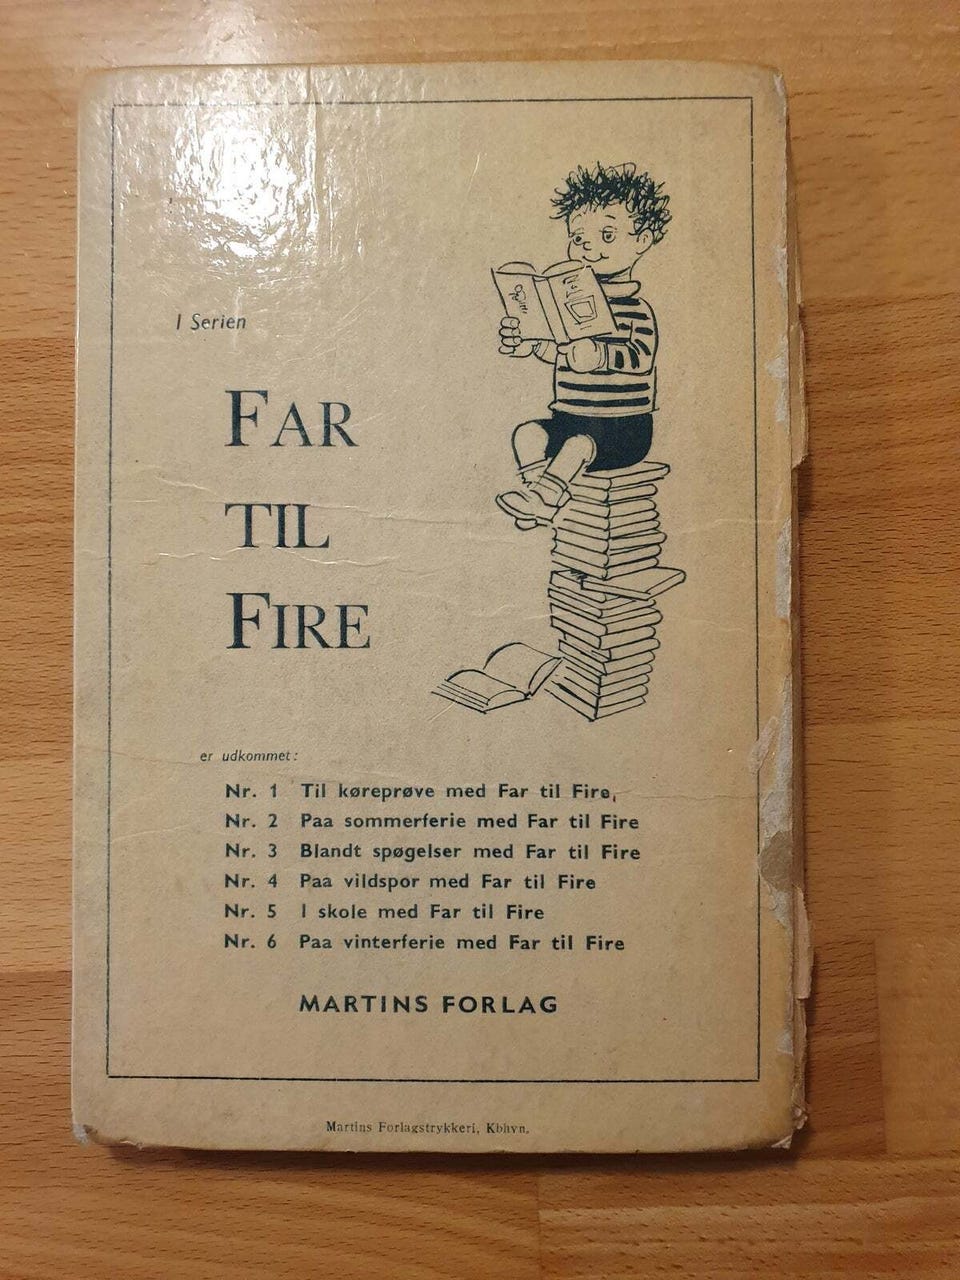 I Serien
FAR
TIL
FIRE
er udkommet:
Nr. 1 Til køreprøve med Far til Fire,
Nr. 2 Paa sommerferie med Far til Fire
Nr. 3 Blandt spøgelser med Far til Fire
Nr. 4 Paa vildspor med Far til Fire
Nr. 5 I skole med Far til Fire
Nr. 6 Paa vinterferie med Far til Fire
MARTINS FORLAG
Martins Forlagstrykkeri, Kbhvn.